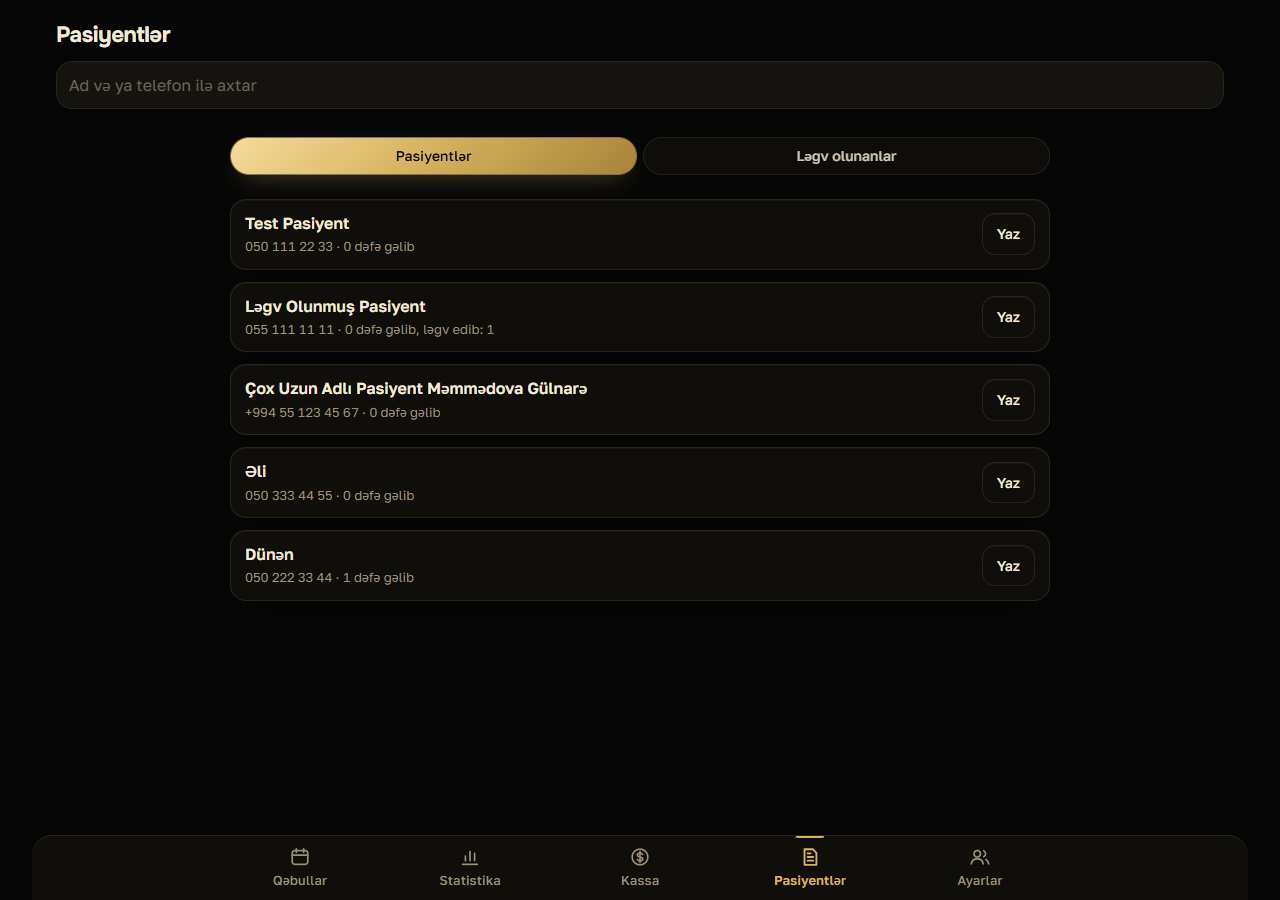 Pasiyentlər
Ad və ya telefon ilə axtar
Pasiyentlər
Ləgv olunanlar
Test Pasiyent
050 111 22 33 · 0 dəfə gəlib
Yaz
Ləgv Olunmuş Pasiyent
055 111 11 11 · 0 dəfə gəlib, ləgv edib: 1
Yaz
Çox Uzun Adlı Pasiyent Məmmədova Gülnarə
+994 55 123 45 67 · 0 dəfə gəlib
Yaz
Əli
050 333 44 55 · 0 dəfə gəlib
Yaz
Dünən
050 222 33 44 · 1 dəfə gəlib
Yaz
Qəbullar
Statistika
Kassa
Pasiyentlər
Ayarlar